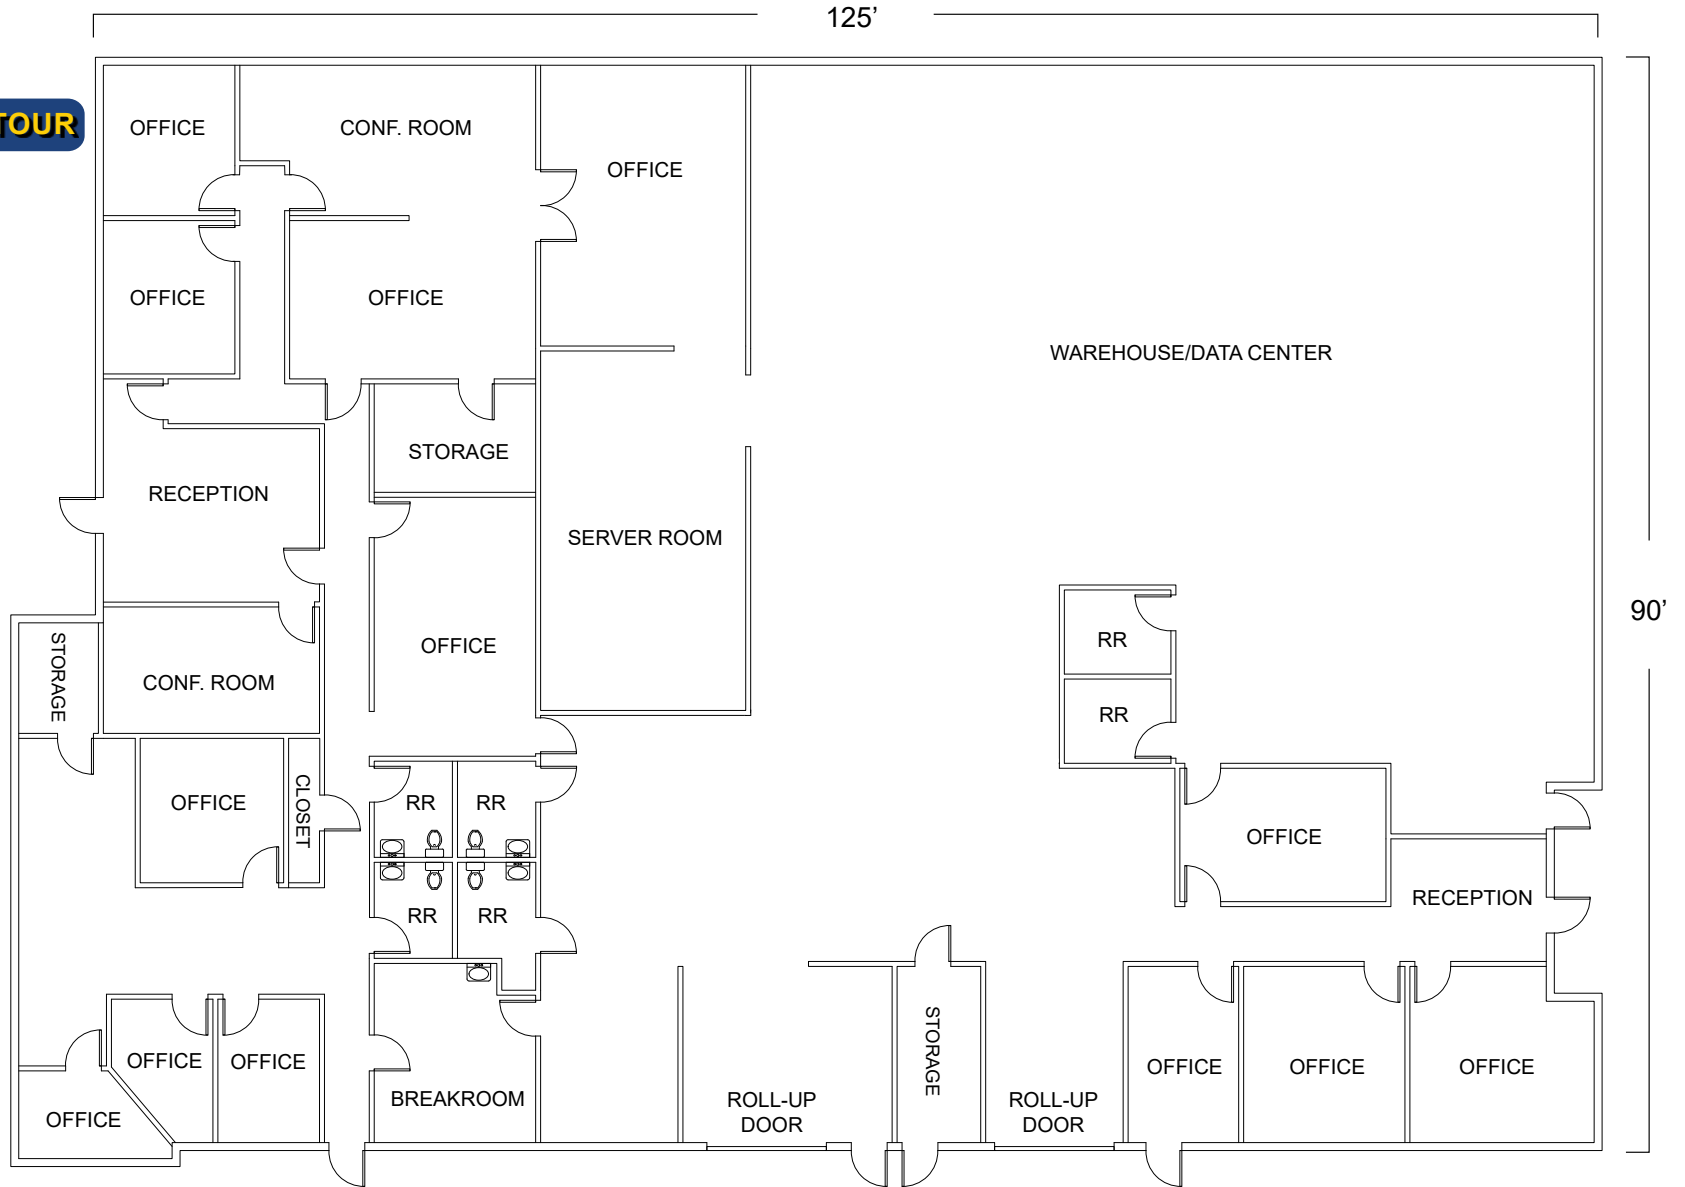 125’
TOUR
OFFICE
CONF. ROOM
OFFICE
OFFICE
OFFICE
WAREHOUSE/DATA CENTER
STORAGE
RECEPTION
SERVER ROOM
90’
OFFICE
RR
STORAGE
CONF. ROOM
RR
OFFICE
CLOSET
RR
RR
OFFICE
RECEPTION
RR
RR
STORAGE
OFFICE
OFFICE
OFFICE
OFFICE
OFFICE
BREAKROOM
ROLL-UP
DOOR
ROLL-UP
DOOR
OFFICE